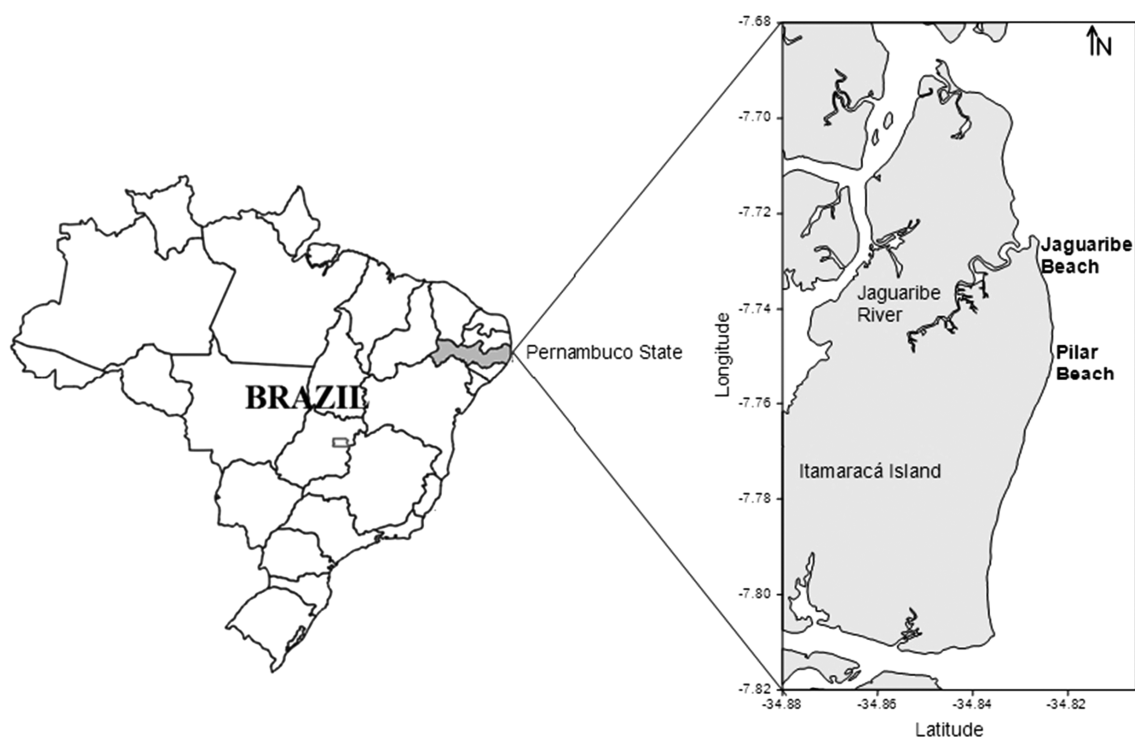 BRAZIL
Pernambuco State
-7.68
-7.70
-7.72
-7.74
-7.76
-7.78
-7.80
-7.82
Longitude
N
Jaguaribe
Beach
Jaguaribe
River
Pilar
Beach
Itamaracá Island
-34.88
-34.86
-34.84
-34.82
Latitude